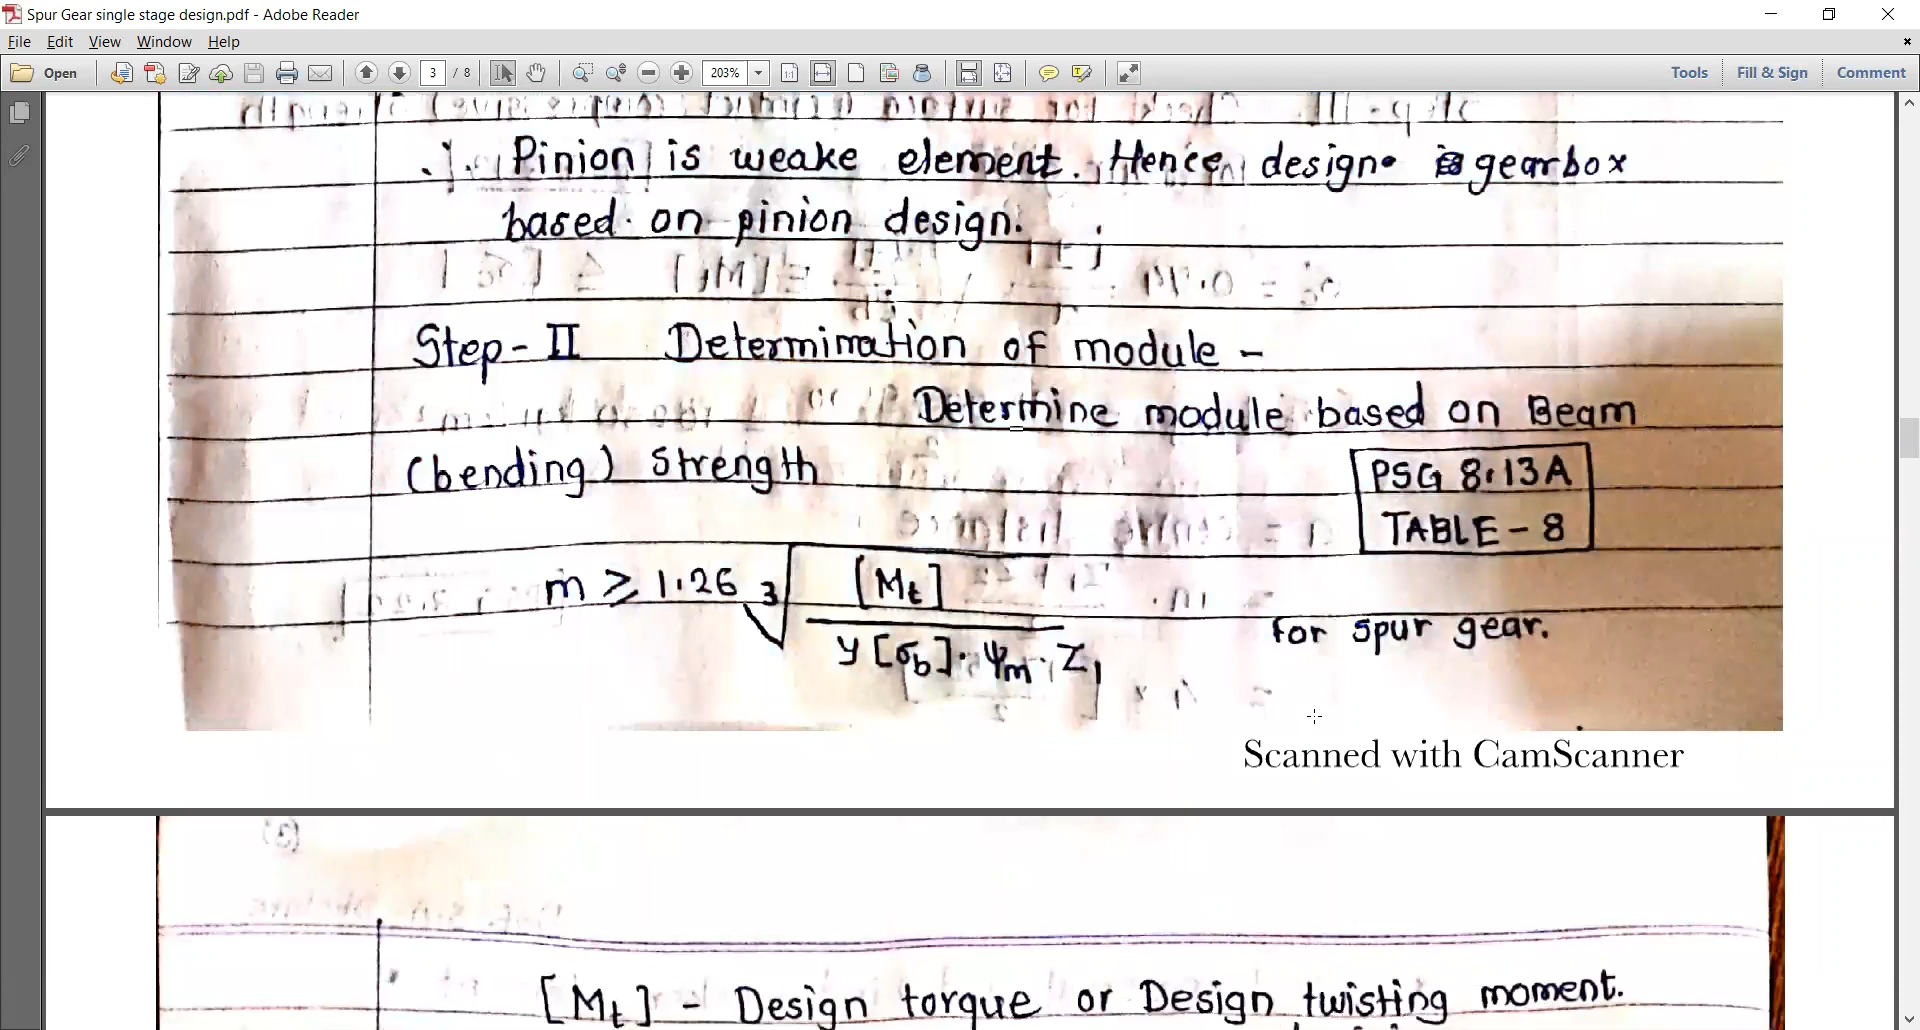 Spur Gear single stage design.pdf - Adobe Reader
File Edit View Window Help
Open 3 / 8 203% Tools Fill & Sign Comment
Pinion is weake element. Hence design gearbox
based on pinion design.
Step-II Determination of module -
Determine module based on Beam
(bending) Strength
PSG 8.13A
TABLE-8
m ≥ 1.26 ∛ [Mt] / y[σb]·ψm·Z1
For spur gear.
Scanned with CamScanner
[Mt] - Design torque or Design twisting moment.